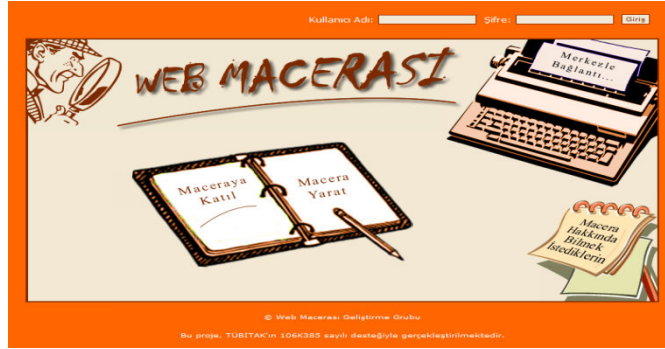 Kullanıcı Adı: Şifre: Giriş
WEB MACERASI
Merkezle
Bağlantı...
Maceraya
Katıl
Macera
Yarat
Macera
Hakkında
Bilmek
İstediklerin
© Web Macerası Geliştirme Grubu
Bu proje, TÜBİTAK'ın 106K385 sayılı desteğiyle gerçekleştirilmektedir.